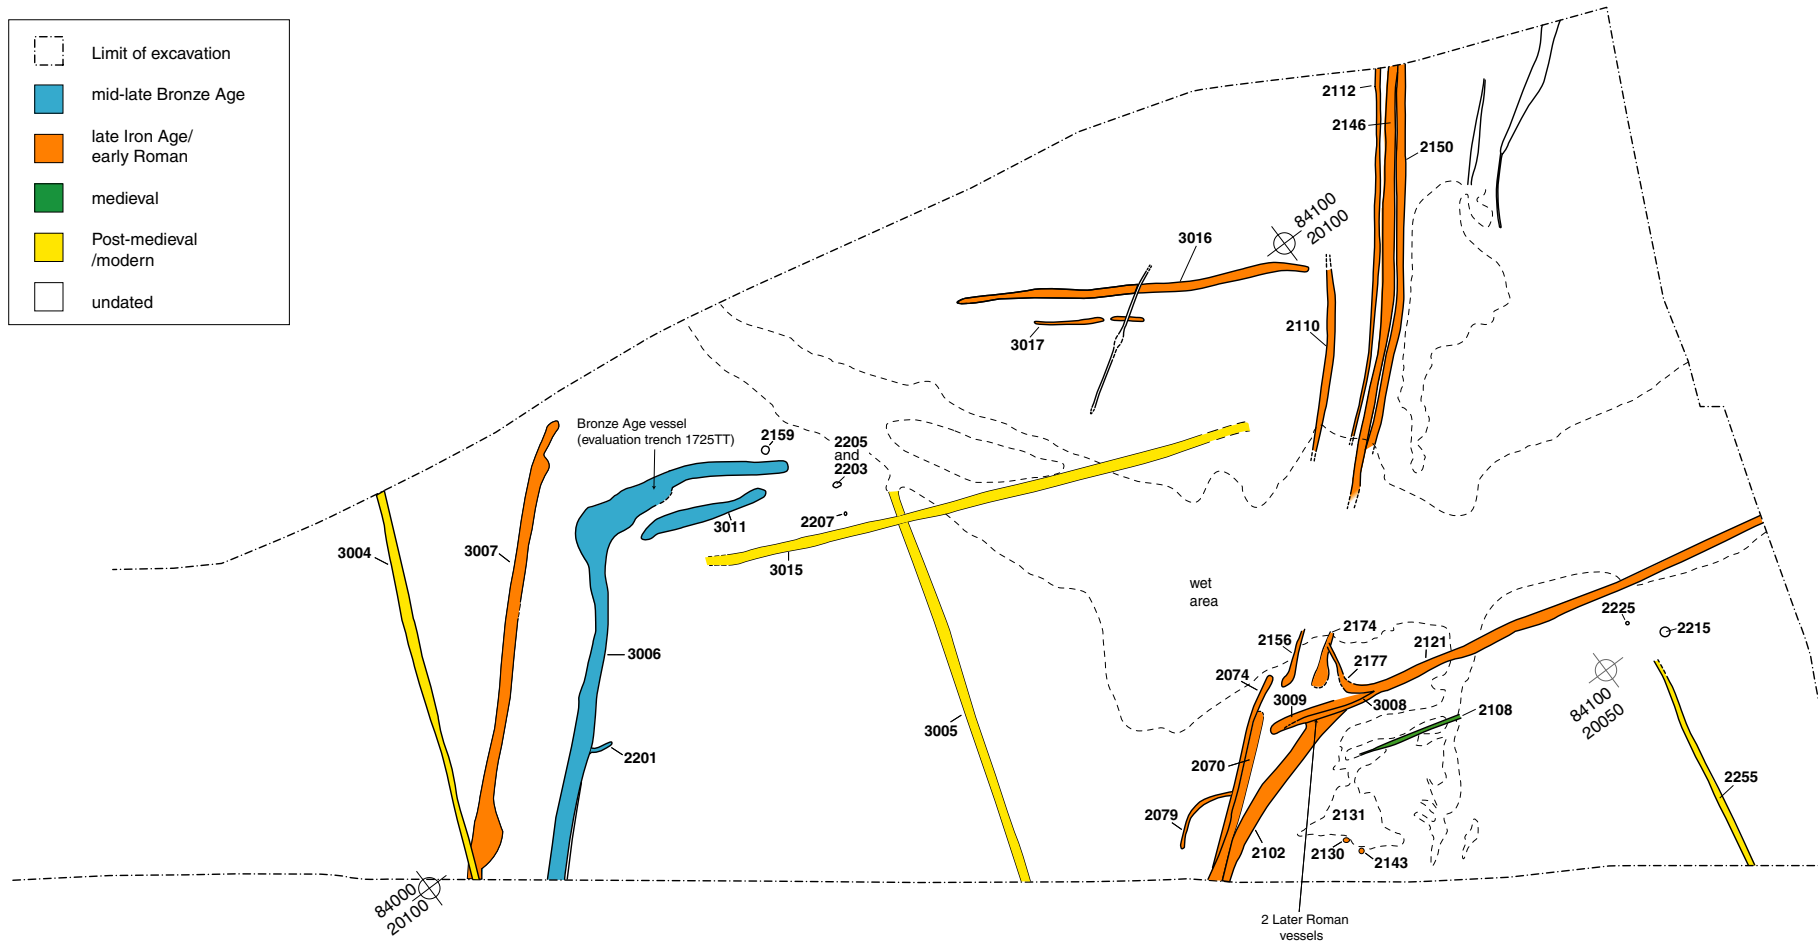 Limit of excavation
mid-late Bronze Age
late Iron Age/
early Roman
medieval
Post-medieval
/modern
undated
2112
2146
2150
84100
20100
3016
3017
2110
Bronze Age vessel
(evaluation trench 1725TT)
2159
2205
and
2203
2207
3011
3015
3004
3007
3006
2201
3005
wet
area
2156
2174
2121
2177
2074
3009
3008
2108
2070
2079
2102
2131
2130
2143
2225
2215
84100
20050
2255
84000
20100
2 Later Roman
vessels